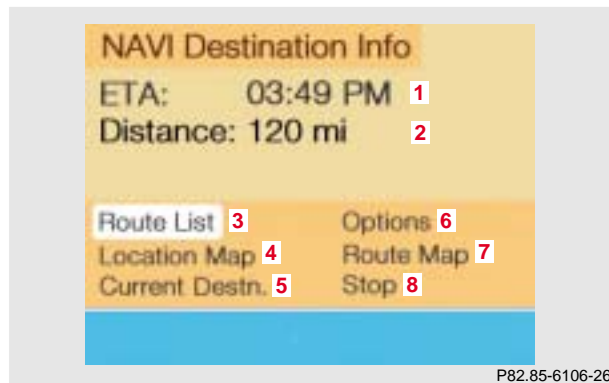 NAVI Destination Info
ETA: 03:49 PM 1
Distance: 120 mi 2
Route List 3 Options 6
Location Map 4 Route Map 7
Current Destn. 5 Stop 8
P82.85-6106-26